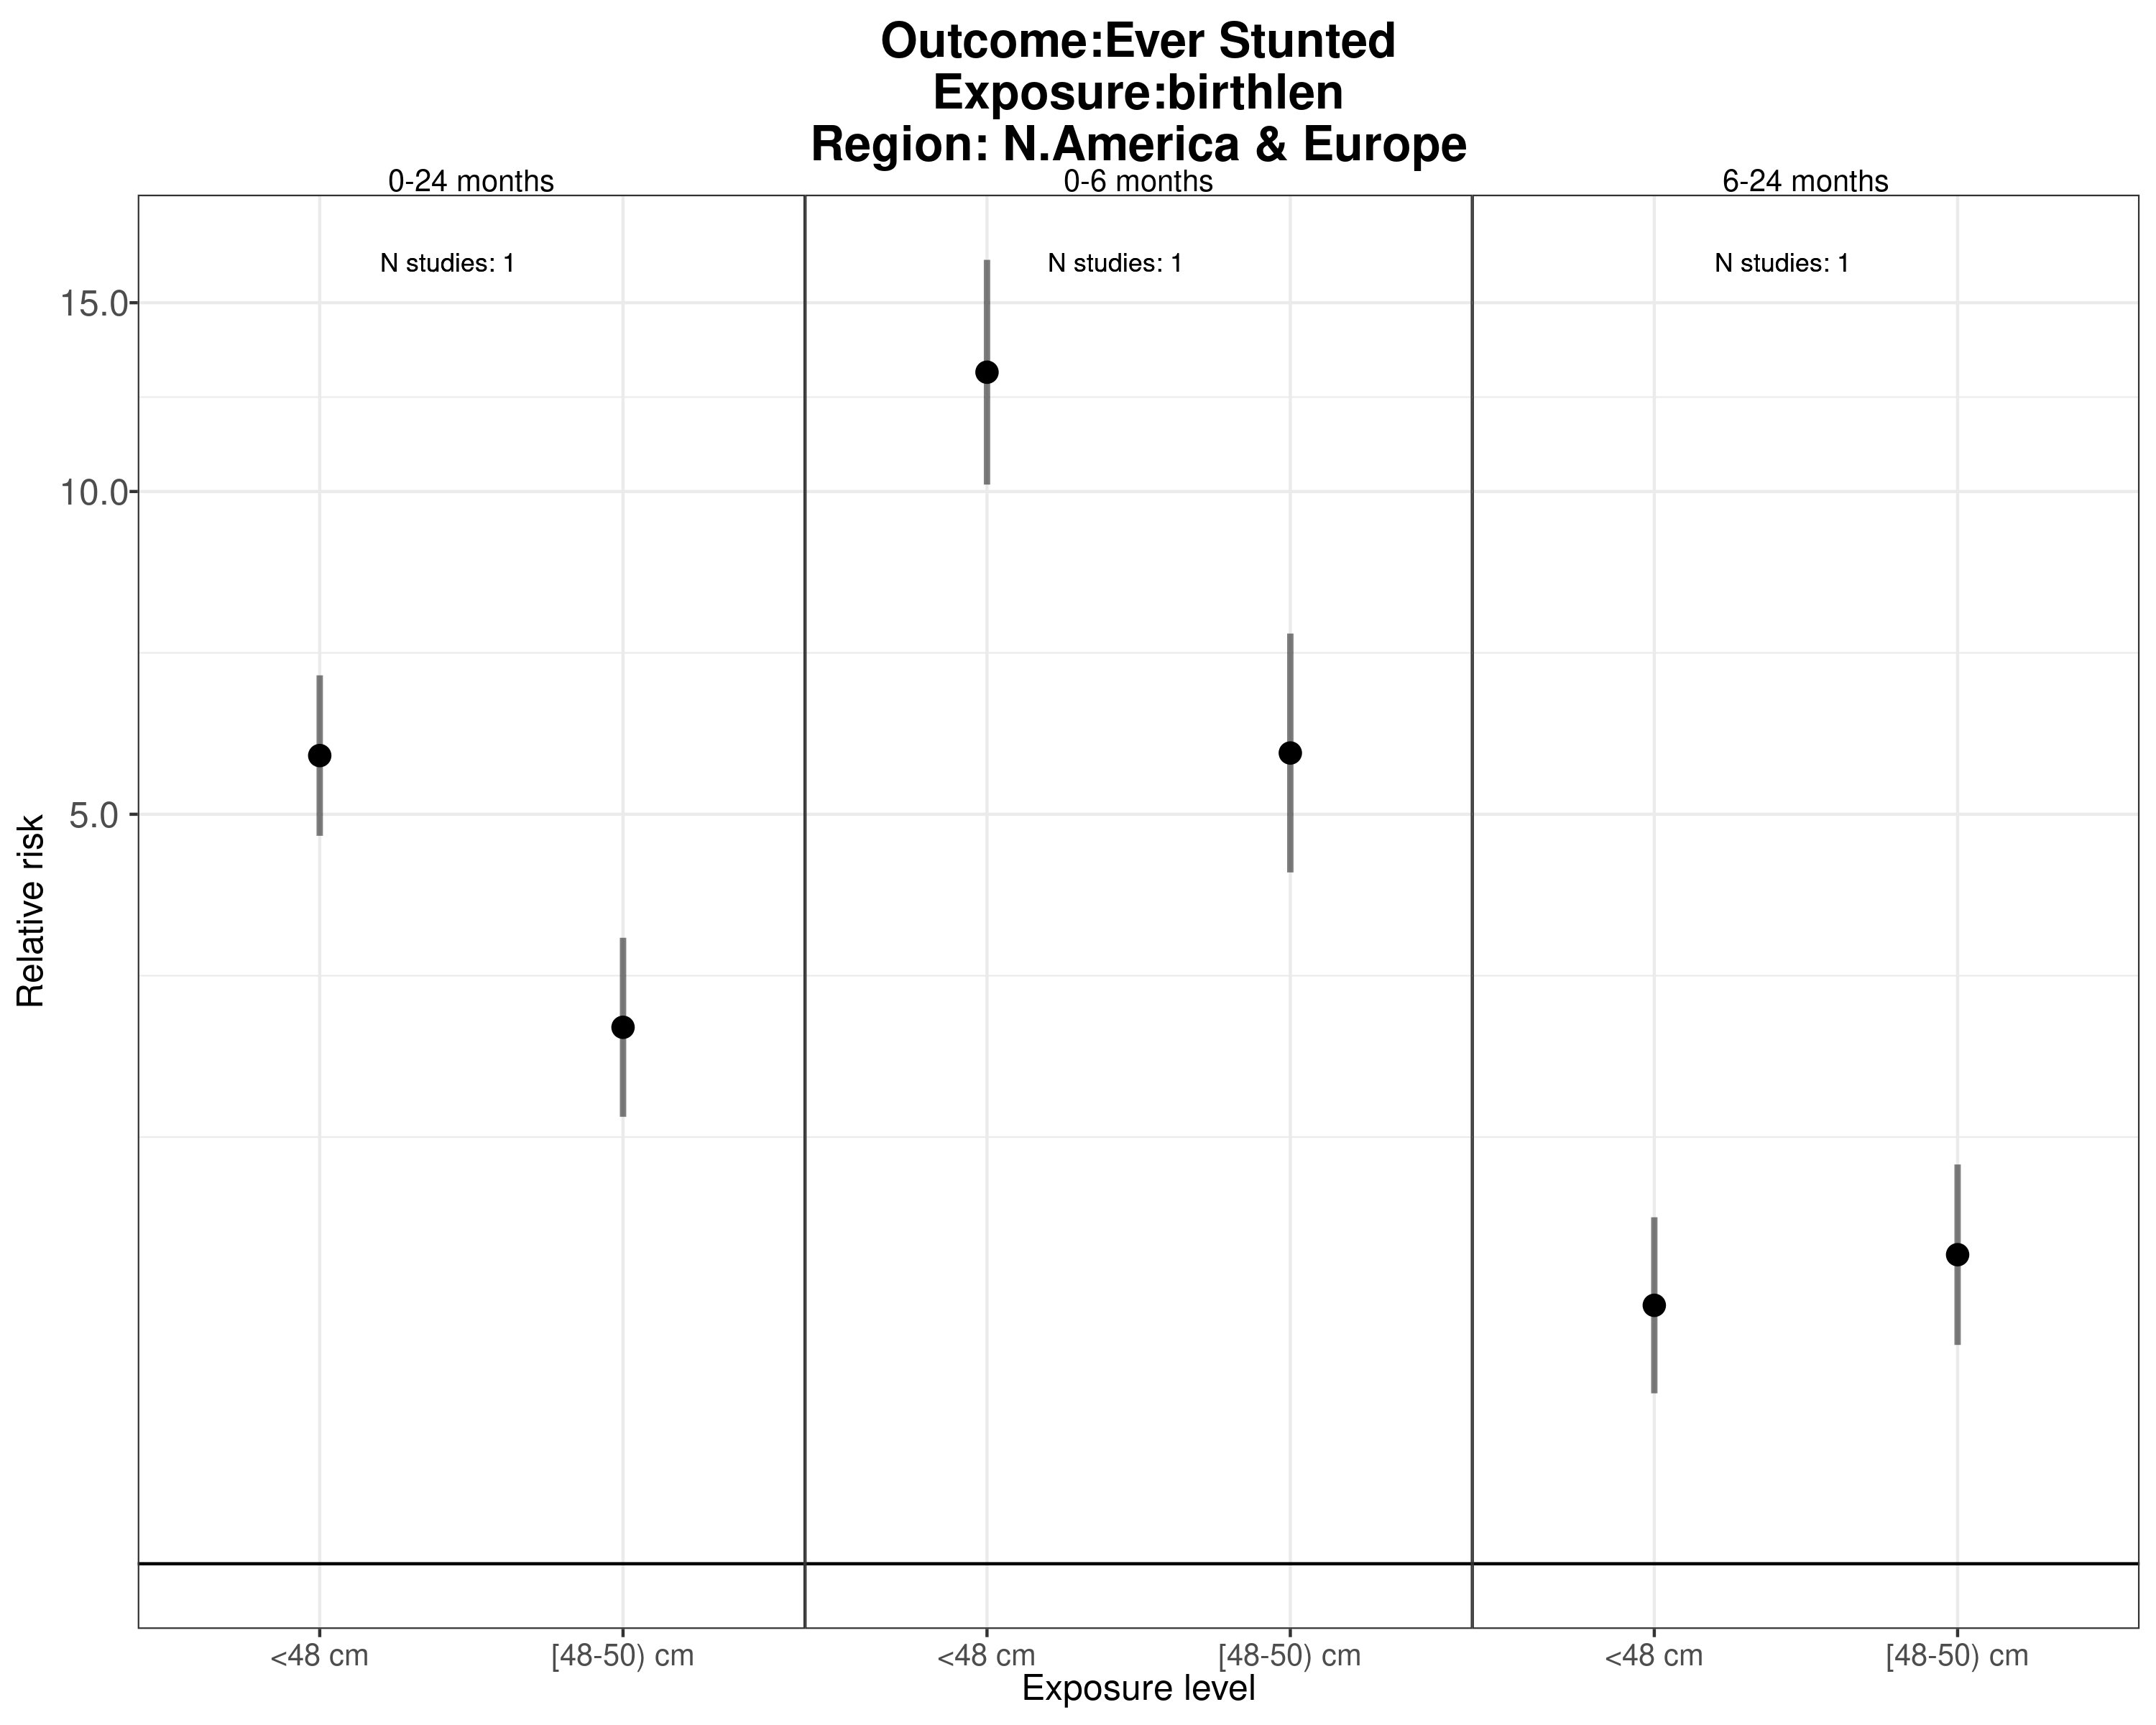 Outcome:Ever Stunted
Exposure:birthlen
Region: N.America & Europe
0-24 months
0-6 months
6-24 months
N studies: 1
N studies: 1
N studies: 1
15.0
10.0
5.0
Relative risk
<48 cm
[48-50) cm
<48 cm
[48-50) cm
<48 cm
[48-50) cm
Exposure level